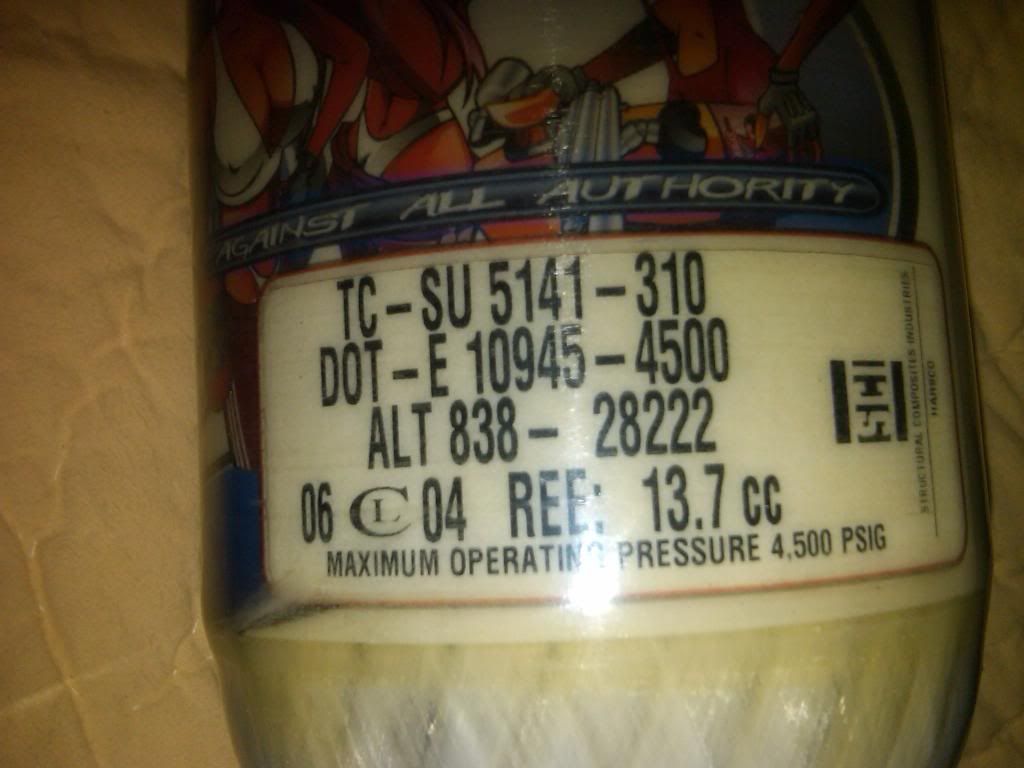 AGAINST ALL AUTHORITY
TC-SU 5141-310
DOT-E 10945-4500
ALT 838- 28222
06 CL 04 REE: 13.7 cc
MAXIMUM OPERATING PRESSURE 4,500 PSIG
SCI
STRUCTURAL COMPOSITES INDUSTRIES
HARSCO